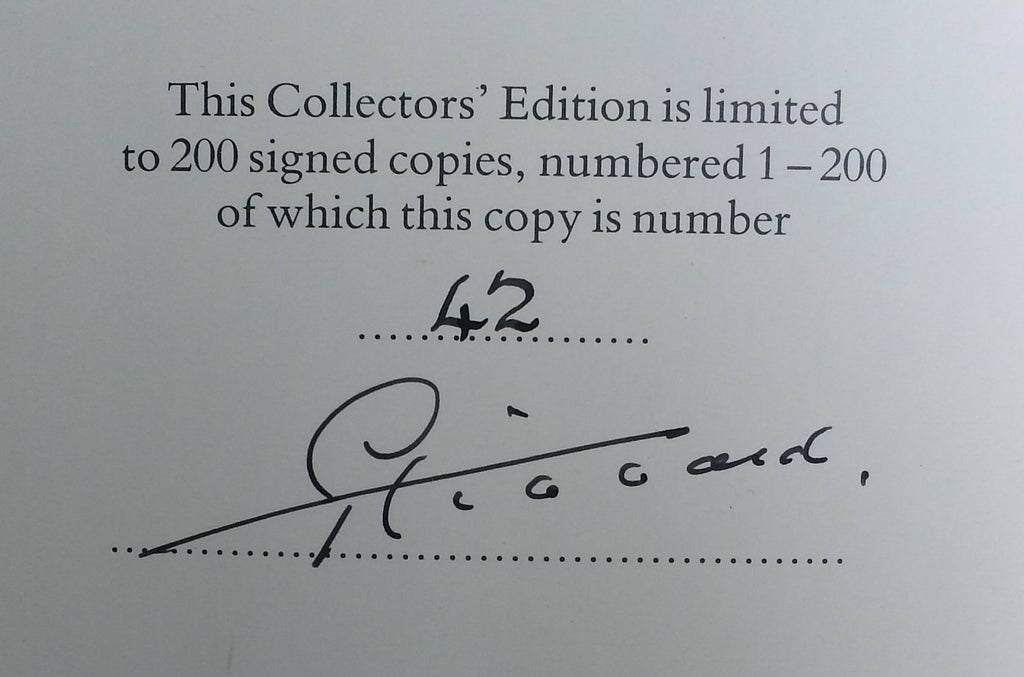 This Collectors’ Edition is limited
to 200 signed copies, numbered 1 – 200
of which this copy is number
42